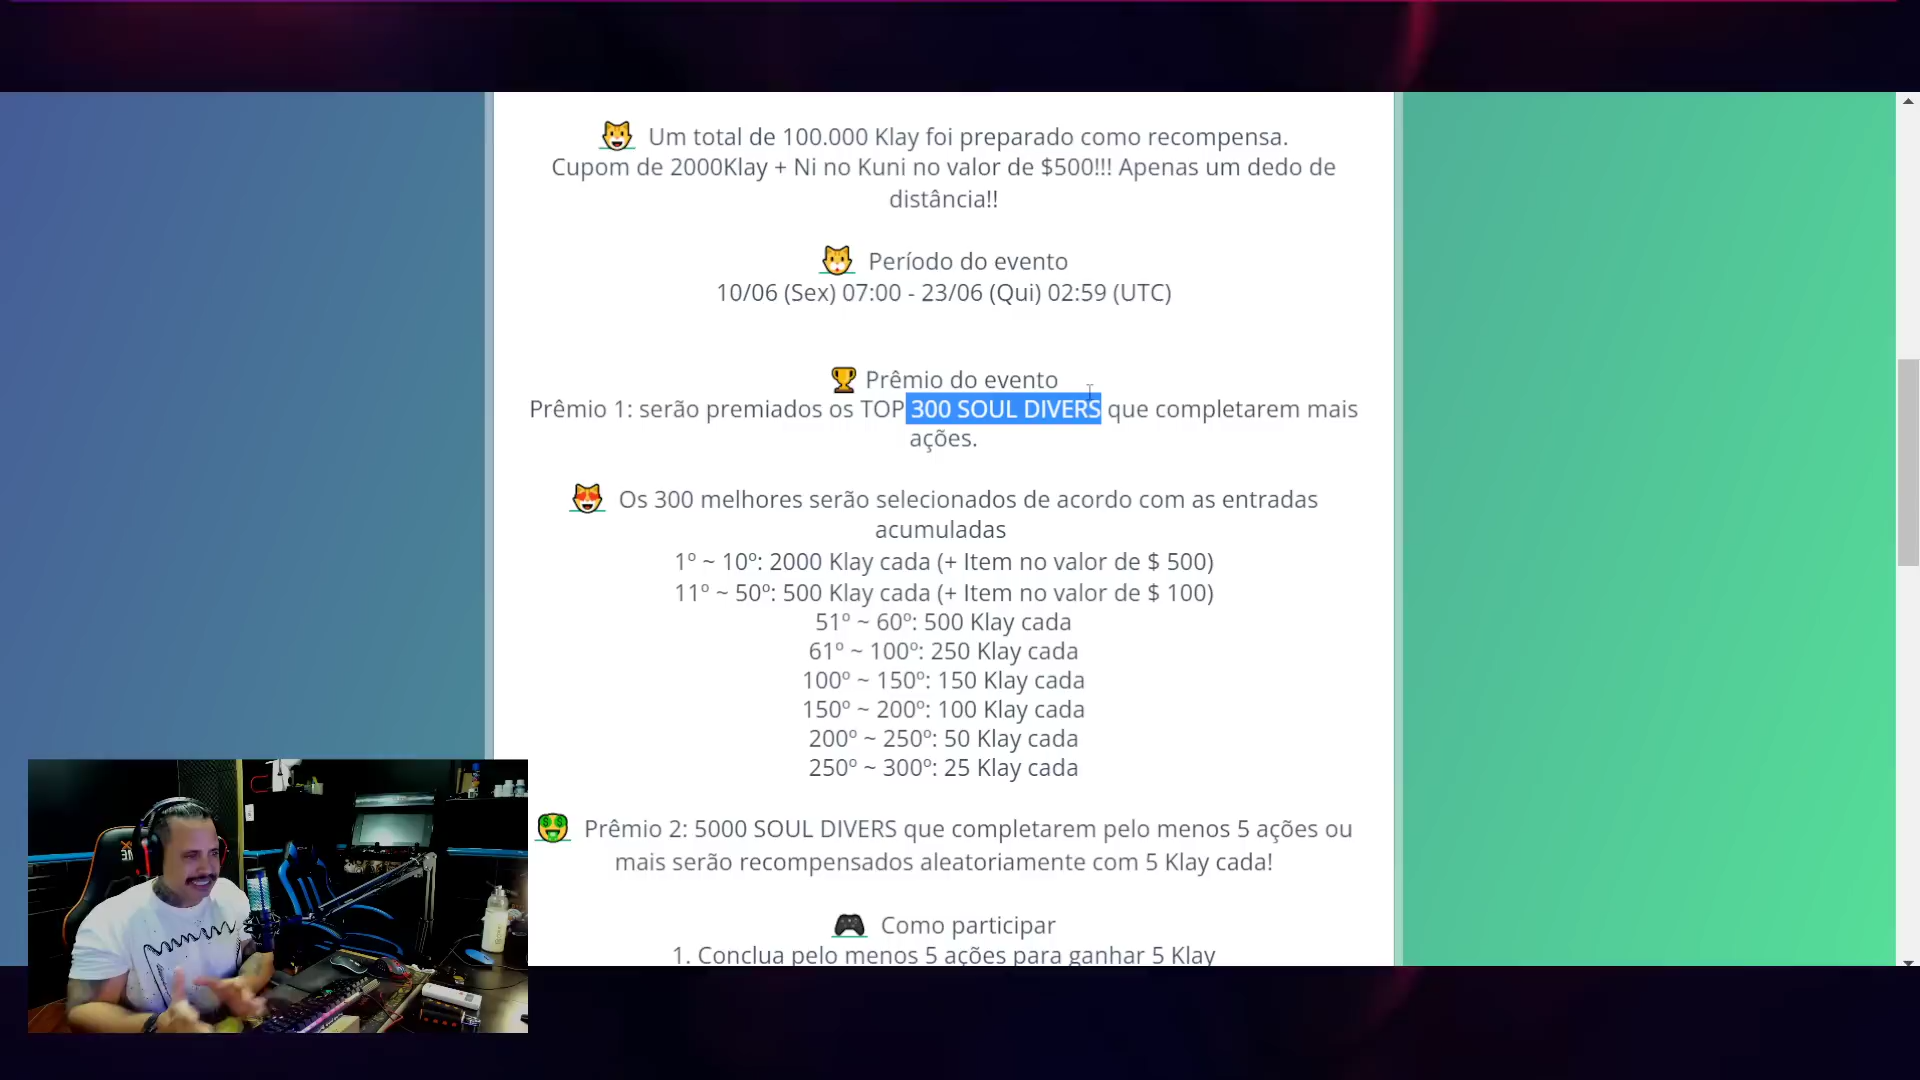 Um total de 100.000 Klay foi preparado como recompensa.
Cupom de 2000Klay + Ni no Kuni no valor de $500!!! Apenas um dedo de
distância!!
Período do evento
10/06 (Sex) 07:00 - 23/06 (Qui) 02:59 (UTC)
Prêmio do evento
Prêmio 1: serão premiados os TOP 300 SOUL DIVERS que completarem mais
ações.
Os 300 melhores serão selecionados de acordo com as entradas
acumuladas
1º ~ 10º: 2000 Klay cada (+ Item no valor de $ 500)
11º ~ 50º: 500 Klay cada (+ Item no valor de $ 100)
51º ~ 60º: 500 Klay cada
61º ~ 100º: 250 Klay cada
100º ~ 150º: 150 Klay cada
150º ~ 200º: 100 Klay cada
200º ~ 250º: 50 Klay cada
250º ~ 300º: 25 Klay cada
Prêmio 2: 5000 SOUL DIVERS que completarem pelo menos 5 ações ou
mais serão recompensados aleatoriamente com 5 Klay cada!
Como participar
1. Conclua pelo menos 5 ações para ganhar 5 Klay